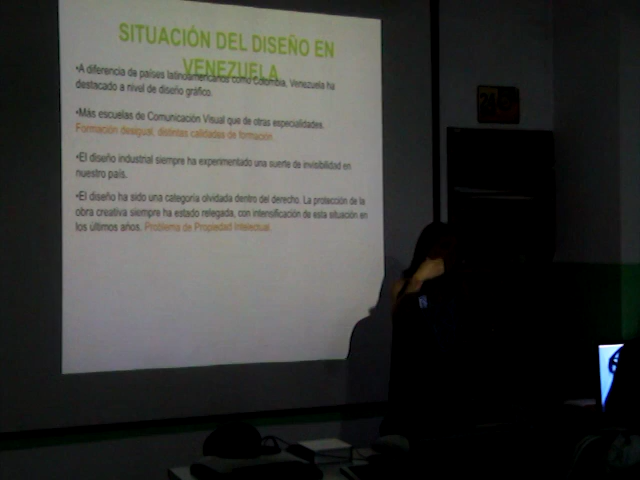 SITUACIÓN DEL DISEÑO EN
VENEZUELA
•A diferencia de países latinoamericanos como Colombia, Venezuela ha
destacado a nivel de diseño gráfico.
•Más escuelas de Comunicación Visual que de otras especialidades.
Formación desigual, distintas calidades de formación.
•El diseño industrial siempre ha experimentado una suerte de invisibilidad en
nuestro país.
•El diseño ha sido una categoría olvidada dentro del derecho. La protección de la
obra creativa siempre ha estado relegada, con intensificación de esta situación en
los últimos años. Problema de Propiedad Intelectual.